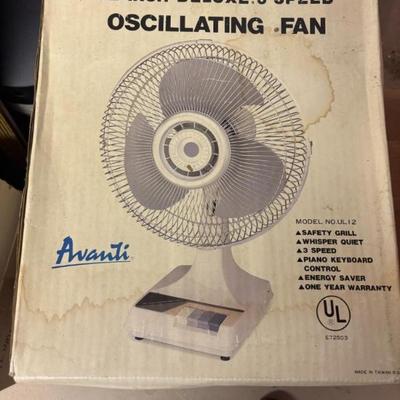 DELUXE. 3 SPEED
OSCILLATING .FAN
MODEL NO.UL12
▲SAFETY GRILL
▲WHISPER QUIET
▲3 SPEED
▲PIANO KEYBOARD
CONTROL
▲ENERGY SAVER
▲ONE YEAR WARRANTY
Avanti
UL
E72503
MADE IN TAIWAN